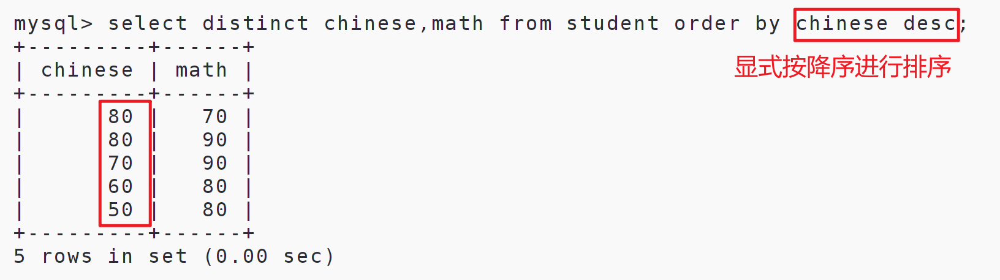 mysql> select distinct chinese,math from student order by chinese desc;
+---------+------+
显式按降序进行排序
| chinese | math |
+---------+------+
|      80 |   70 |
|      80 |   90 |
|      70 |   90 |
|      60 |   80 |
|      50 |   80 |
+---------+------+
5 rows in set (0.00 sec)